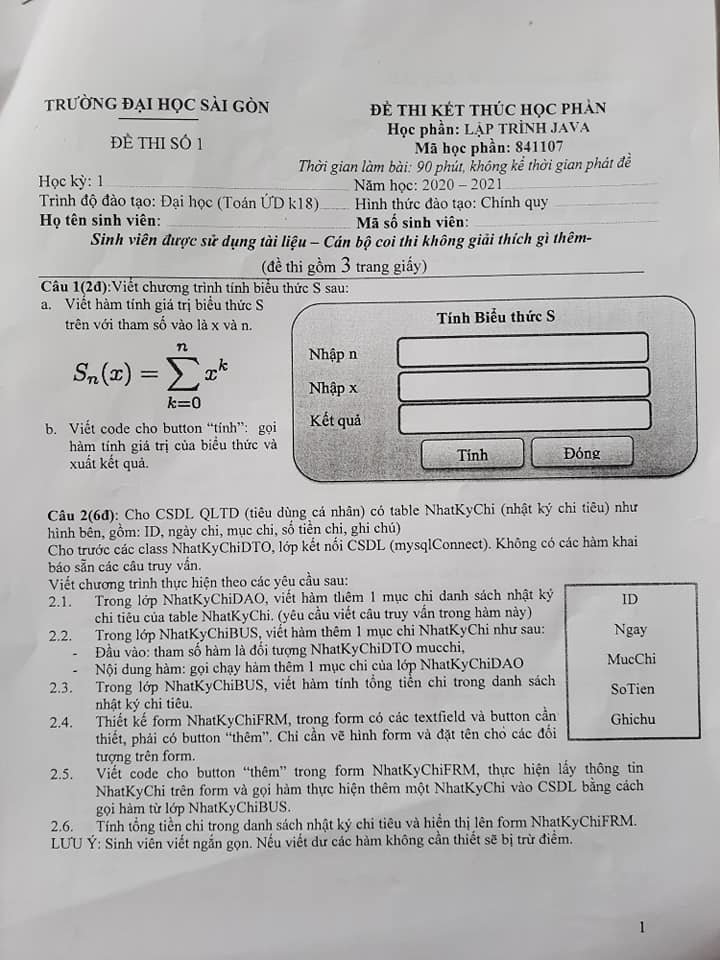 TRƯỜNG ĐẠI HỌC SÀI GÒN
ĐỀ THI SỐ 1
ĐỀ THI KẾT THÚC HỌC PHẦN
Học phần: LẬP TRÌNH JAVA
Mã học phần: 841107
Thời gian làm bài: 90 phút, không kể thời gian phát đề
Học kỳ: 1
Năm học: 2020 – 2021
Trình độ đào tạo: Đại học (Toán ỨD k18)
Hình thức đào tạo: Chính quy
Họ tên sinh viên:
Mã số sinh viên:
Sinh viên được sử dụng tài liệu – Cán bộ coi thi không giải thích gì thêm-
(đề thi gồm 3 trang giấy)
Câu 1(2đ):Viết chương trình tính biểu thức S sau:
a. Viết hàm tính giá trị biểu thức S
trên với tham số vào là x và n.
Sₙ(x) = ∑ₖ₌₀ⁿ xᵏ
b. Viết code cho button “tính”: gọi
hàm tính giá trị của biểu thức và
xuất kết quả.
Tính Biểu thức S
Nhập n
Nhập x
Kết quả
Tính
Đóng
Câu 2(6đ): Cho CSDL QLTD (tiêu dùng cá nhân) có table NhatKyChi (nhật ký chi tiêu) như
hình bên, gồm: ID, ngày chi, mục chi, số tiền chi, ghi chú)
Cho trước các class NhatKyChiDTO, lớp kết nối CSDL (mysqlConnect). Không có các hàm khai
báo sẵn các câu truy vấn.
Viết chương trình thực hiện theo các yêu cầu sau:
2.1. Trong lớp NhatKyChiDAO, viết hàm thêm 1 mục chi danh sách nhật ký
chi tiêu của table NhatKyChi. (yêu cầu viết câu truy vấn trong hàm này)
2.2. Trong lớp NhatKyChiBUS, viết hàm thêm 1 mục chi NhatKyChi như sau:
- Đầu vào: tham số hàm là đối tượng NhatKyChiDTO mucchi,
- Nội dung hàm: gọi chạy hàm thêm 1 mục chi của lớp NhatKyChiDAO
2.3. Trong lớp NhatKyChiBUS, viết hàm tính tổng tiền chi trong danh sách
nhật ký chi tiêu.
2.4. Thiết kế form NhatKyChiFRM, trong form có các textfield và button cần
thiết, phải có button “thêm”. Chỉ cần vẽ hình form và đặt tên cho các đối
tượng trên form.
ID
Ngay
MucChi
SoTien
Ghichu
2.5. Viết code cho button “thêm” trong form NhatKyChiFRM, thực hiện lấy thông tin
NhatKyChi trên form và gọi hàm thực hiện thêm một NhatKyChi vào CSDL bằng cách
gọi hàm từ lớp NhatKyChiBUS.
2.6. Tính tổng tiền chi trong danh sách nhật ký chi tiêu và hiển thị lên form NhatKyChiFRM.
LƯU Ý: Sinh viên viết ngắn gọn. Nếu viết dư các hàm không cần thiết sẽ bị trừ điểm.
1